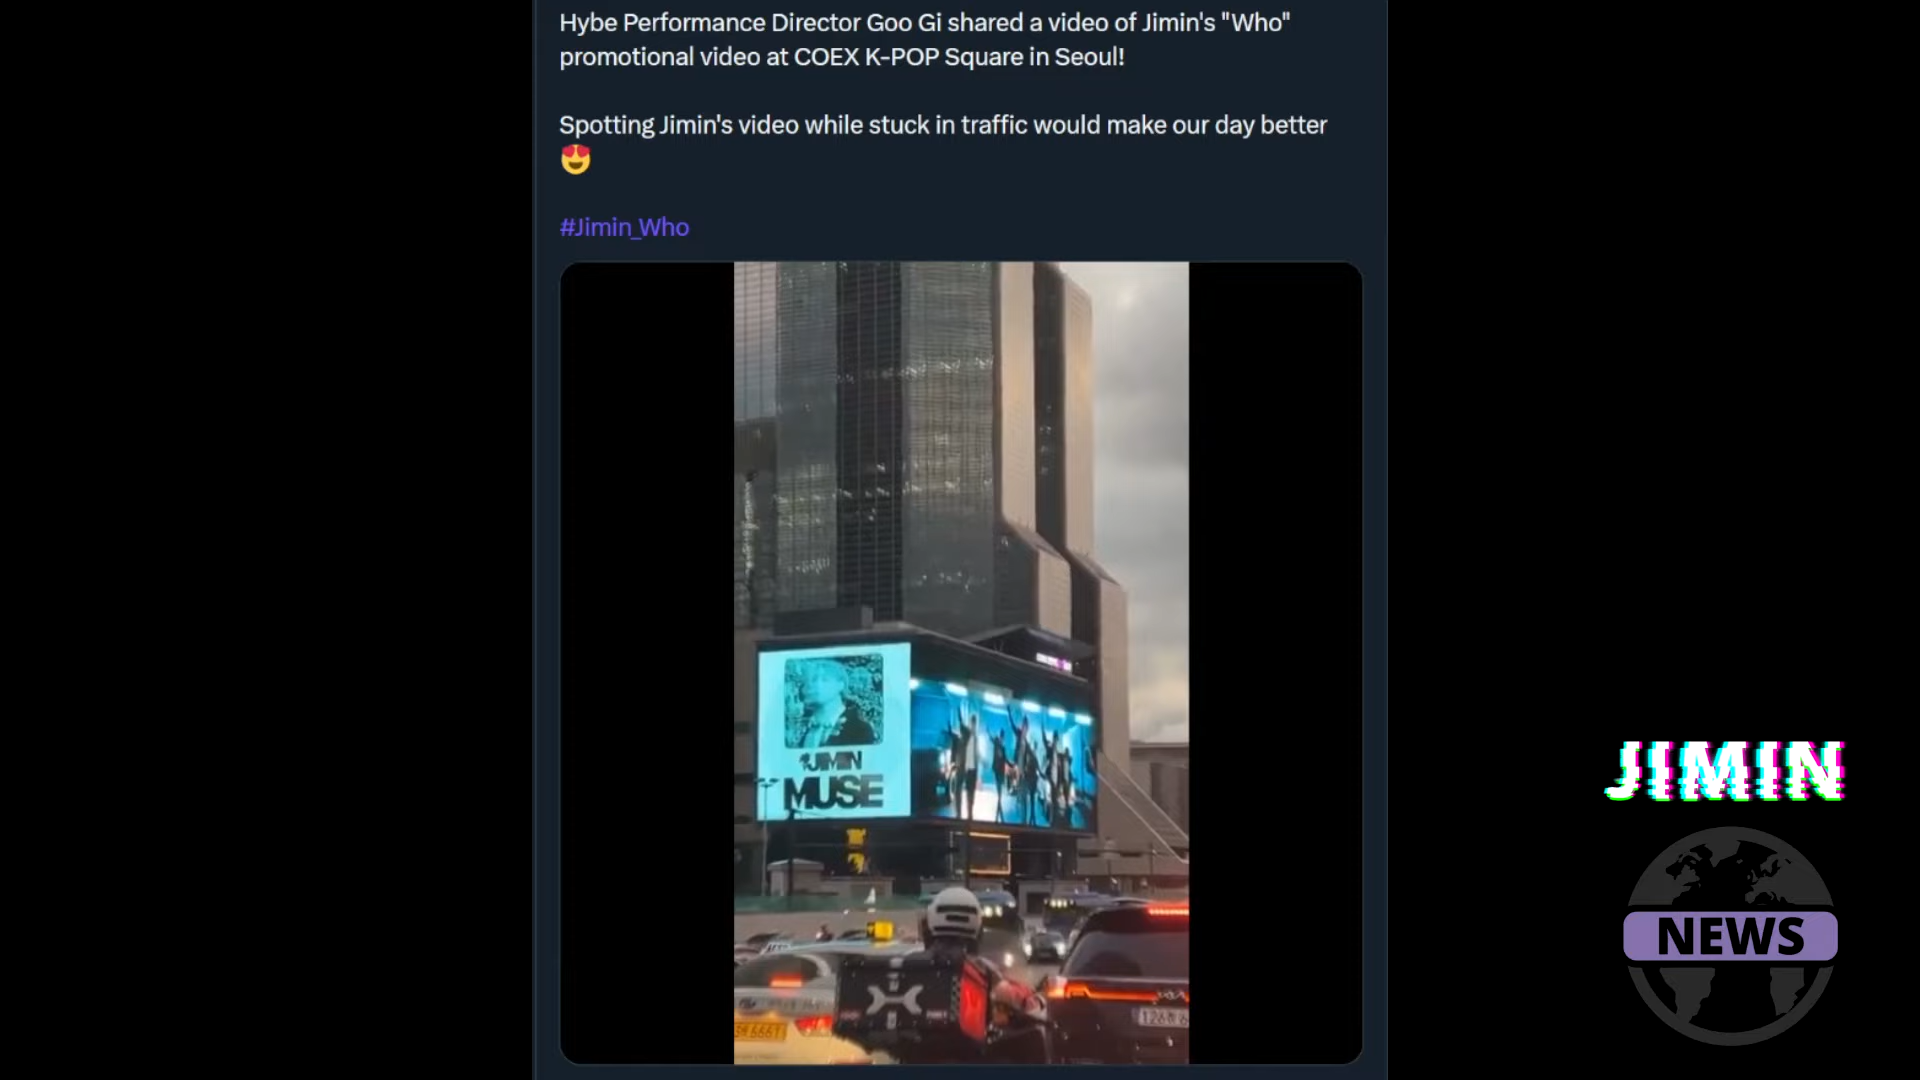 Hybe Performance Director Goo Gi shared a video of Jimin's "Who"
promotional video at COEX K-POP Square in Seoul!
Spotting Jimin's video while stuck in traffic would make our day better
😍
#Jimin_Who
JIMIN
MUSE
JIMIN
NEWS